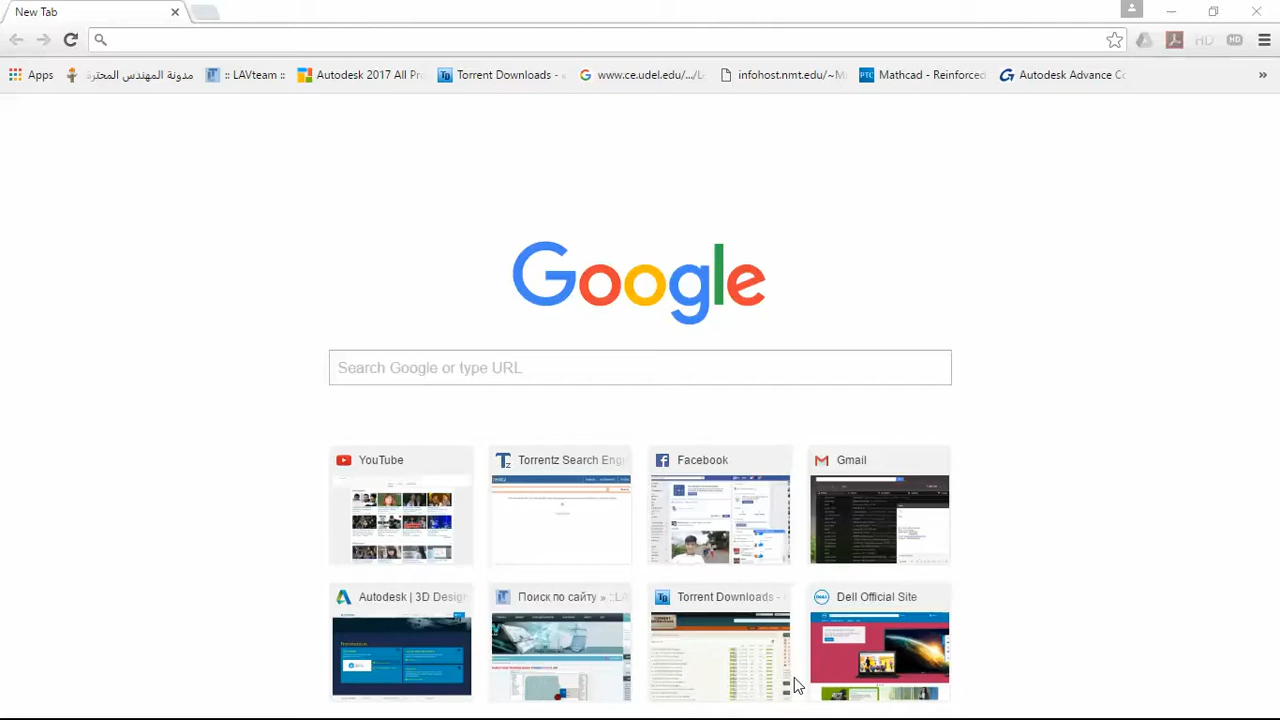 New Tab
Apps
مدونة المهندس المحترف
:: LAVteam ::
Autodesk 2017 All Pr
Torrent Downloads -
www.ce.udel.edu/.../L
infohost.nmt.edu/~M
Mathcad - Reinforced
Autodesk Advance Co
»
Google
Search Google or type URL
YouTube
Torrentz Search Eng
Facebook
Gmail
Autodesk | 3D Design
Поиск по сайту » ::LA
Torrent Downloads -
Dell Official Site